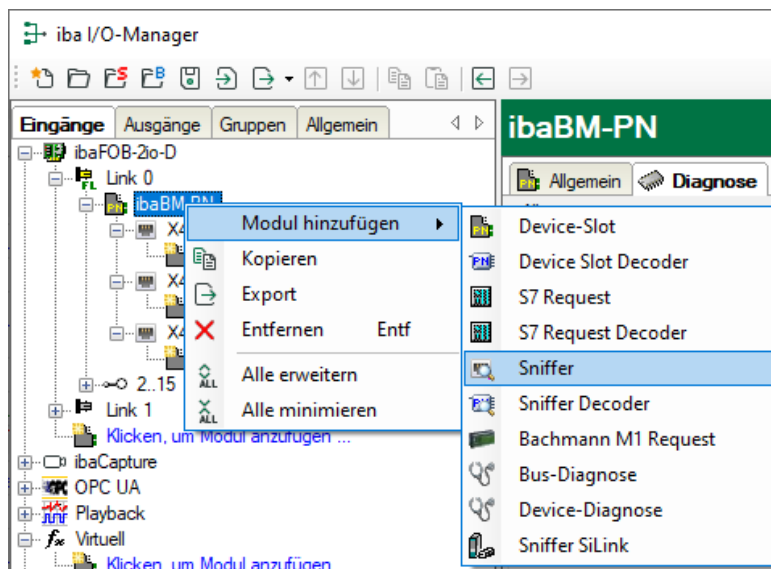 iba I/O-Manager
Eingänge Ausgänge Gruppen Allgemein
ibaBM-PN
Allgemein Diagnose
ibaFOB-2io-D
Link 0
ibaBM-PN
X4
X4
X4
2..15
Link 1
Klicken, um Modul anzufügen ...
ibaCapture
OPC UA
Playback
Virtuell
Klicken, um Modul anzufügen
Modul hinzufügen
Kopieren
Export
Entfernen Entf
Alle erweitern
Alle minimieren
Device-Slot
Device Slot Decoder
S7 Request
S7 Request Decoder
Sniffer
Sniffer Decoder
Bachmann M1 Request
Bus-Diagnose
Device-Diagnose
Sniffer SiLink